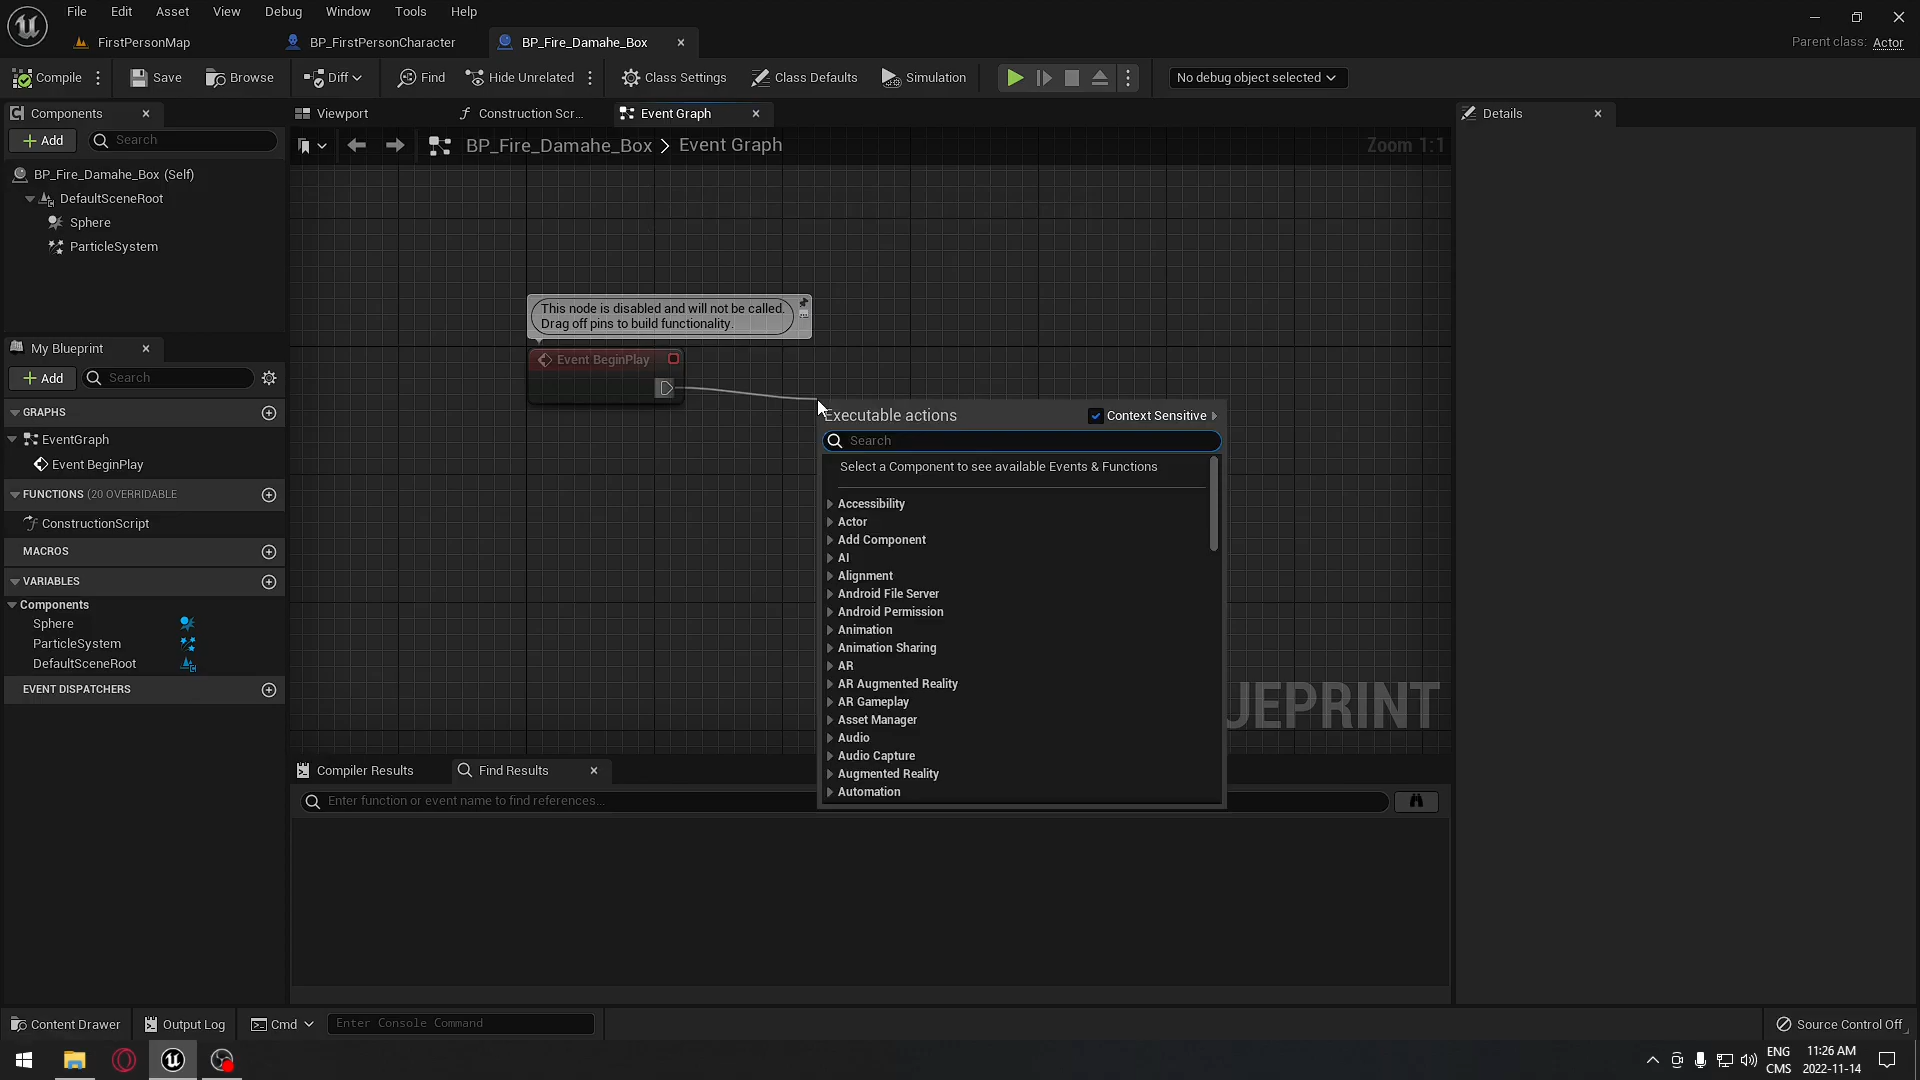 File Edit Asset View Debug Window Tools Help
FirstPersonMap BP_FirstPersonCharacter BP_Fire_Damahe_Box Parent class: Actor
Compile Save Browse Diff Find Hide Unrelated Class Settings Class Defaults Simulation No debug object selected
Components Viewport Construction Scr... Event Graph Details
Add Search BP_Fire_Damahe_Box Event Graph Zoom 1:1
BP_Fire_Damahe_Box (Self)
DefaultSceneRoot
Sphere
ParticleSystem
This node is disabled and will not be called.
Drag off pins to build functionality.
Event BeginPlay
My Blueprint
Add Search
GRAPHS
EventGraph
Event BeginPlay
FUNCTIONS (20 OVERRIDABLE
ConstructionScript
MACROS
VARIABLES
Components
Sphere
ParticleSystem
DefaultSceneRoot
EVENT DISPATCHERS
Executable actions Context Sensitive
Search
Select a Component to see available Events & Functions
Accessibility
Actor
Add Component
AI
Alignment
Android File Server
Android Permission
Animation
Animation Sharing
AR
AR Augmented Reality
AR Gameplay
Asset Manager
Audio
Audio Capture
Augmented Reality
Automation
UEPRINT
Compiler Results Find Results
Enter function or event name to find references...
Content Drawer Output Log Cmd Enter Console Command Source Control Off
ENG 11:26 AM
CMS 2022-11-14